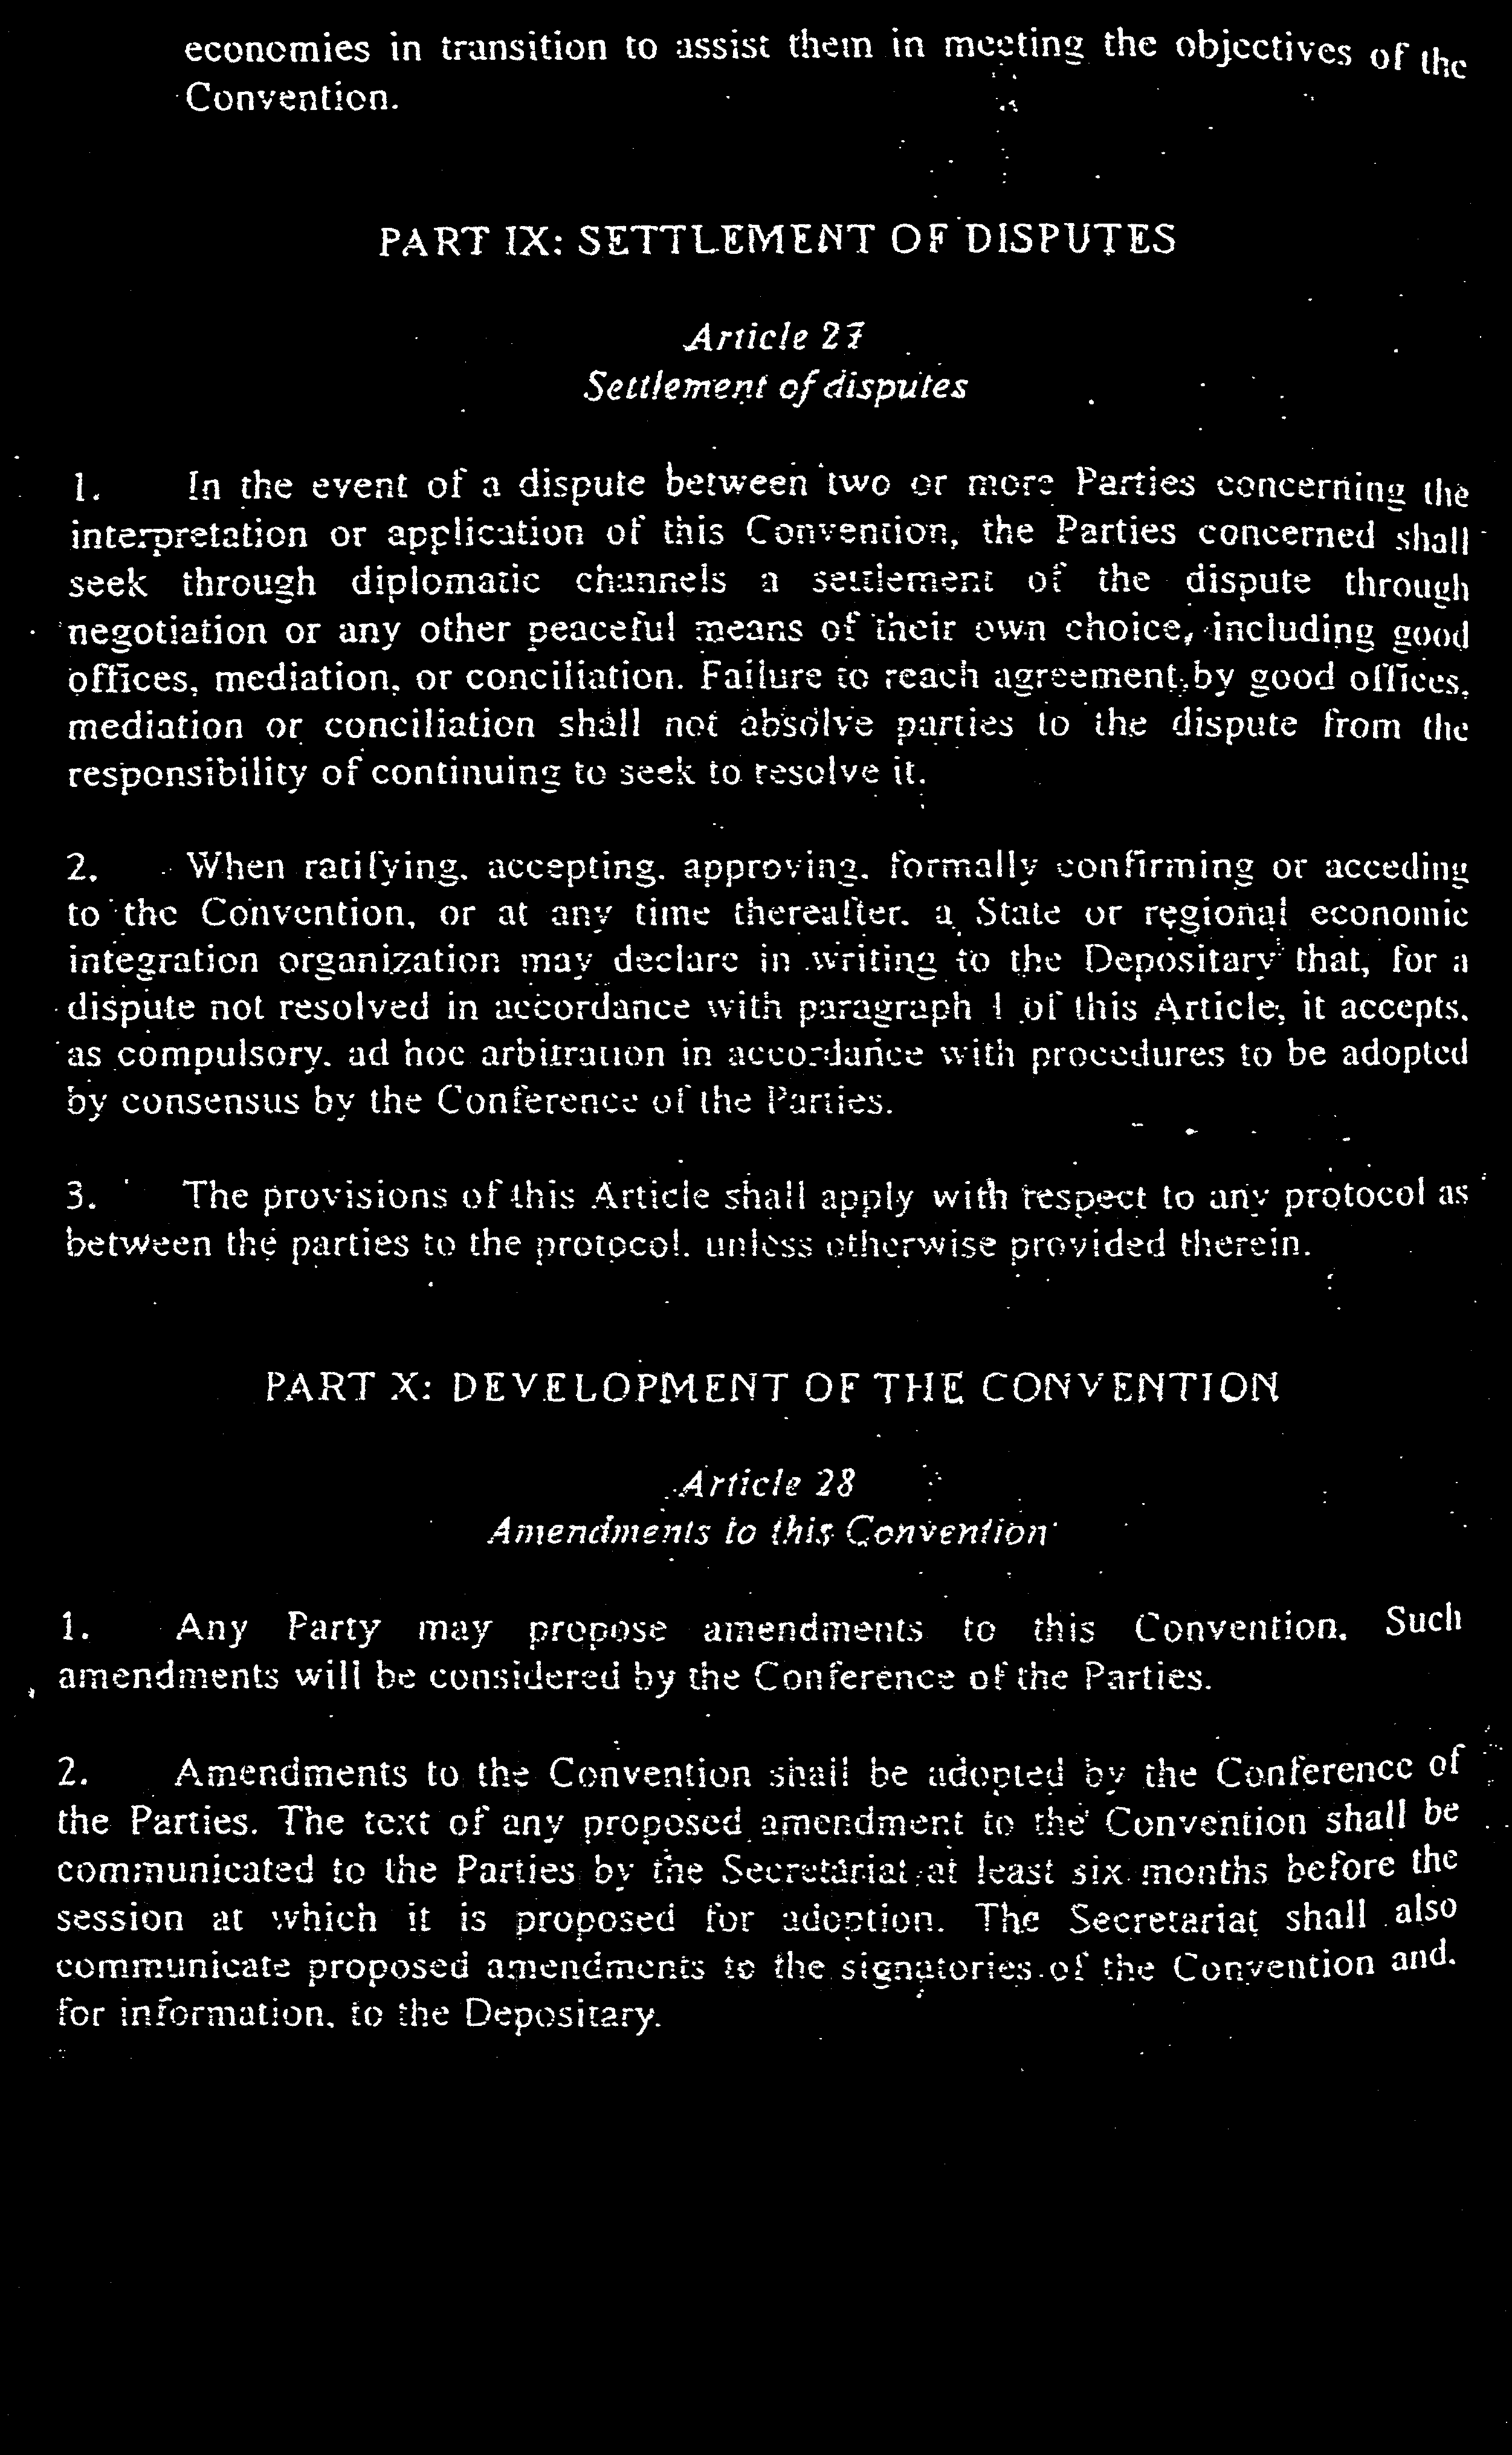 economies in transition to assist them in meeting the objectives of the
Convention.
PART IX: SETTLEMENT OF DISPUTES
Article 27
Settlement of disputes
1. In the event of a dispute between two or more Parties concerning the
interpretation or application of this Convention, the Parties concerned shall
seek through diplomatic channels a settlement of the dispute through
negotiation or any other peaceful means of their own choice, including good
offices, mediation, or conciliation. Failure to reach agreement by good offices,
mediation or conciliation shall not absolve parties to the dispute from the
responsibility of continuing to seek to resolve it.
2. When ratifying, accepting, approving, formally confirming or acceding
to the Convention, or at any time thereafter, a State or regional economic
integration organization may declare in writing to the Depositary that, for a
dispute not resolved in accordance with paragraph 1 of this Article, it accepts,
as compulsory, ad hoc arbitration in accordance with procedures to be adopted
by consensus by the Conference of the Parties.
3. The provisions of this Article shall apply with respect to any protocol as
between the parties to the protocol, unless otherwise provided therein.
PART X: DEVELOPMENT OF THE CONVENTION
Article 28
Amendments to this Convention
1. Any Party may propose amendments to this Convention. Such
amendments will be considered by the Conference of the Parties.
2. Amendments to the Convention shall be adopted by the Conference of
the Parties. The text of any proposed amendment to the Convention shall be
communicated to the Parties by the Secretariat at least six months before the
session at which it is proposed for adoption. The Secretariat shall also
communicate proposed amendments to the signatories of the Convention and,
for information, to the Depositary.